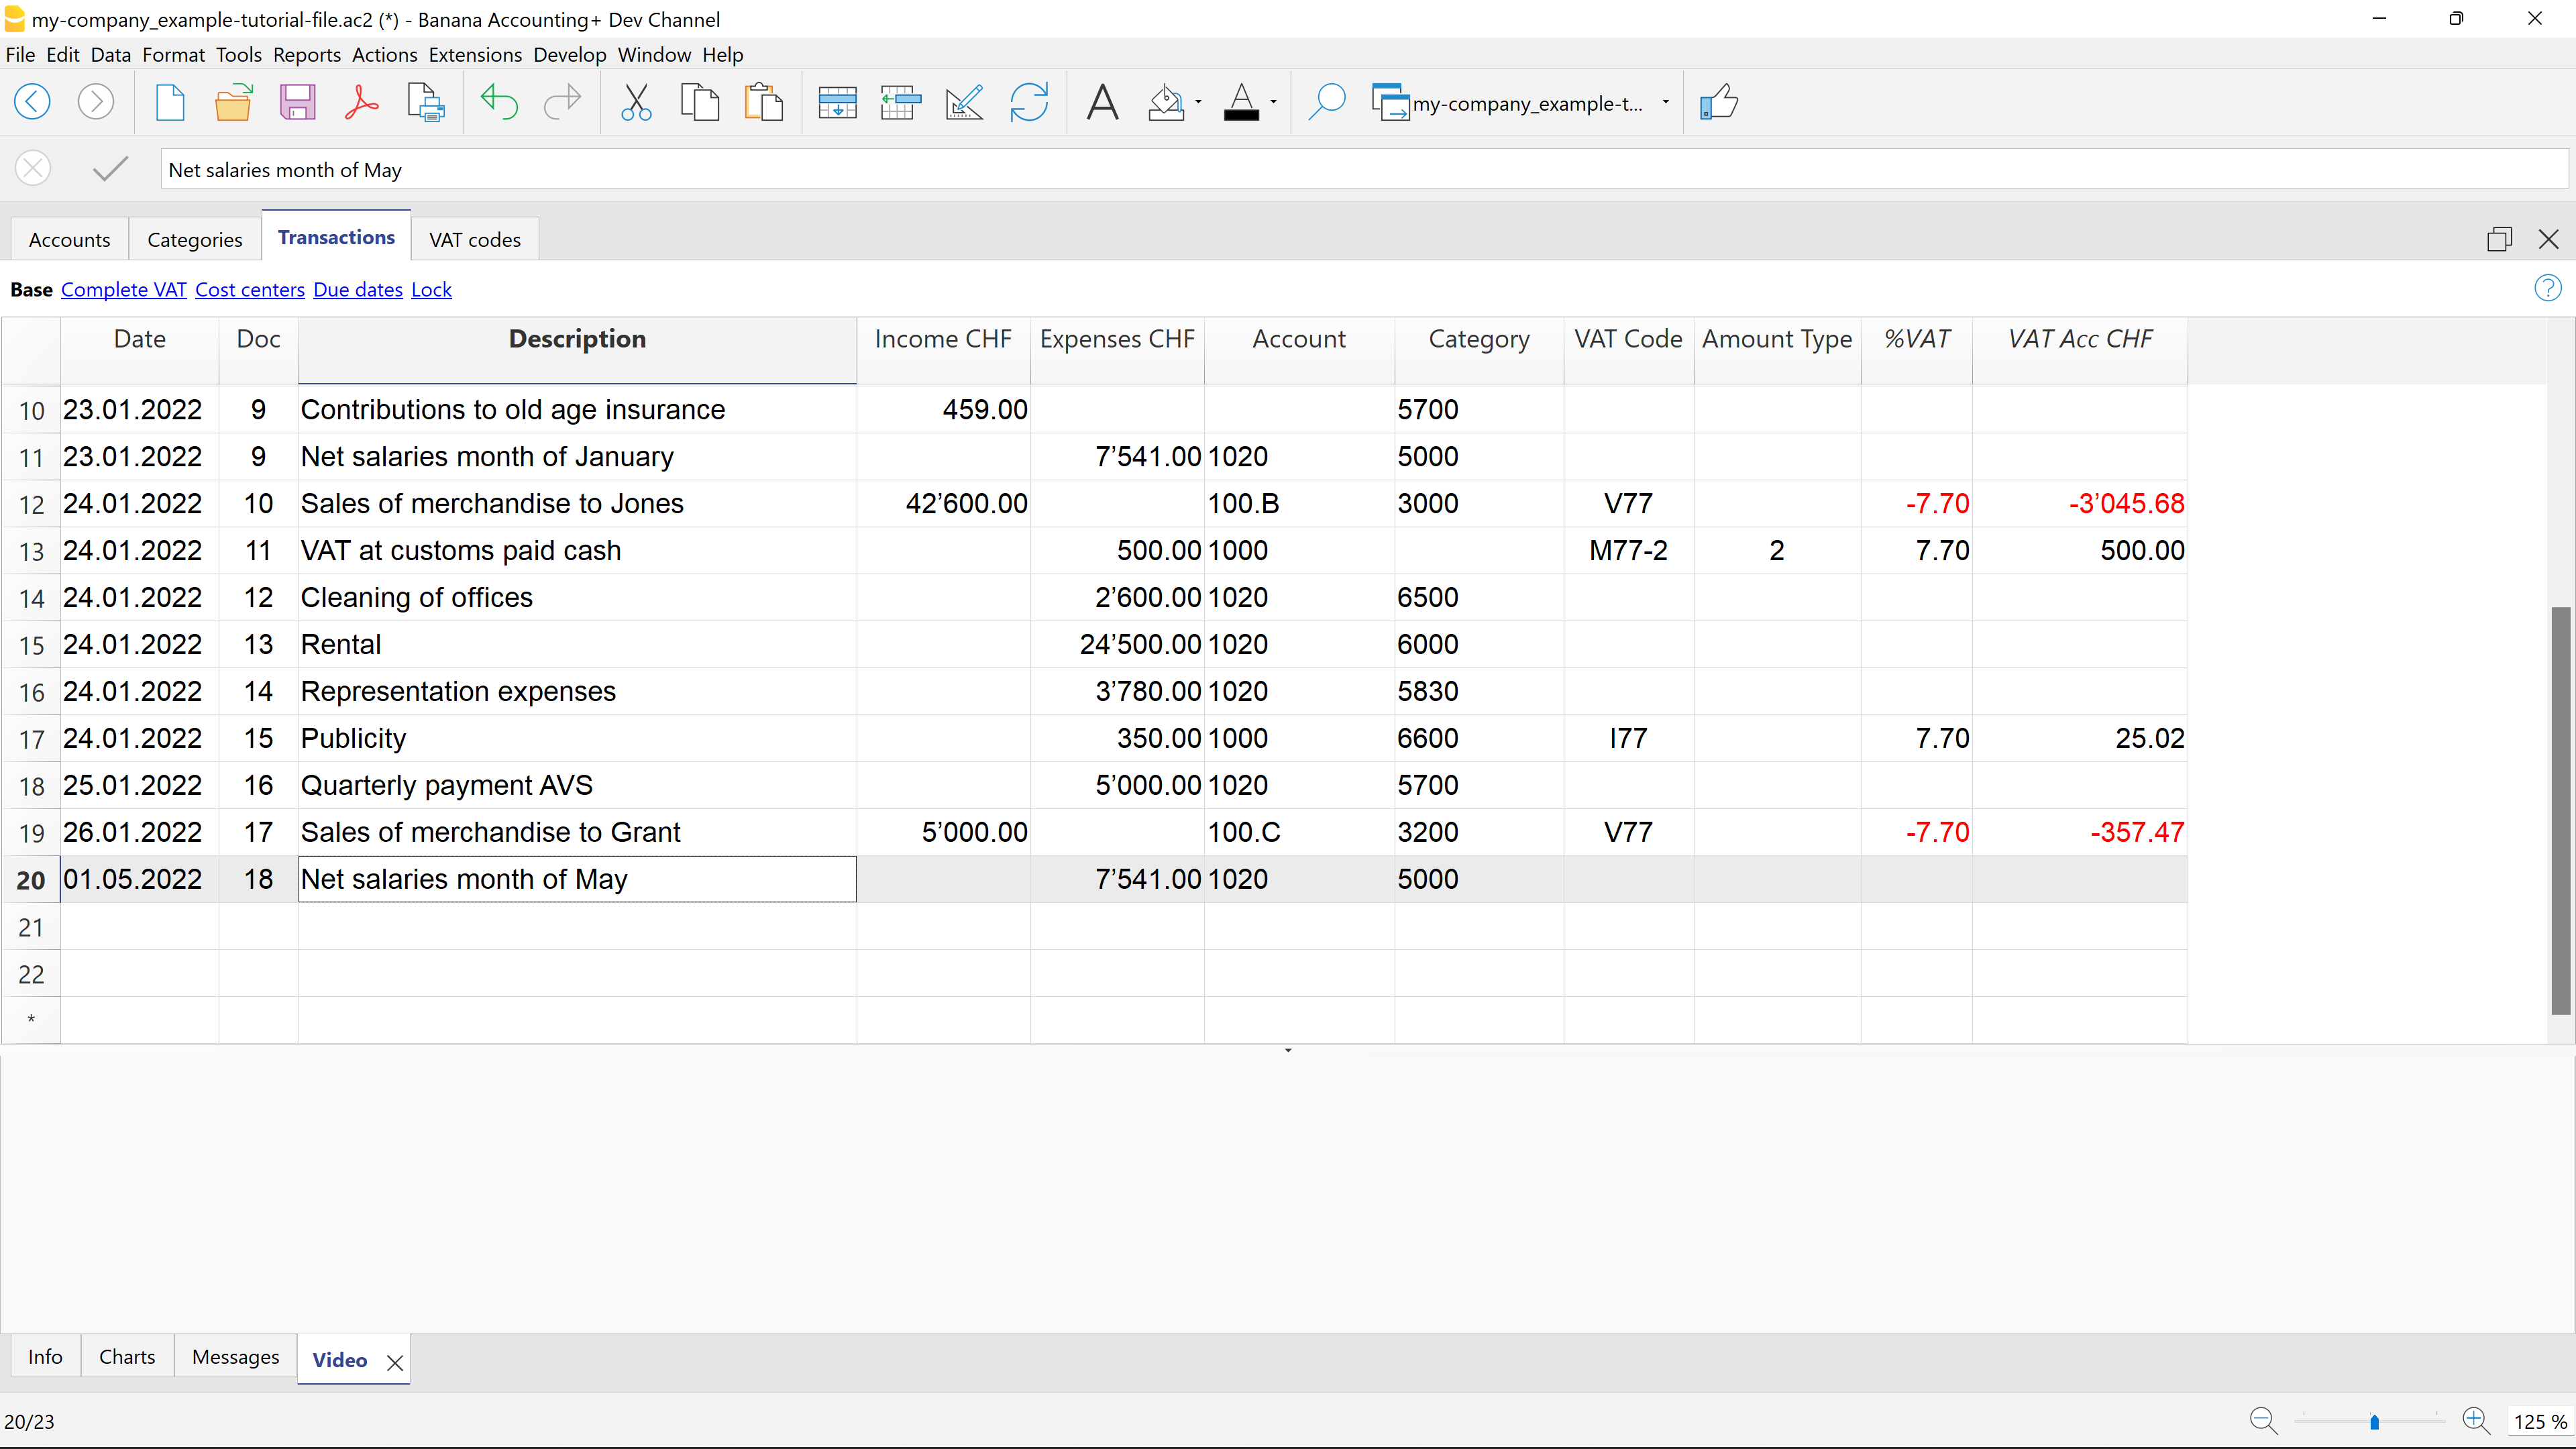 my-company_example-tutorial-file.ac2 (*) - Banana Accounting+ Dev Channel
File Edit Data Format Tools Reports Actions Extensions Develop Window Help
my-company_example-t...
Net salaries month of May
Accounts Categories Transactions VAT codes
Base Complete VAT Cost centers Due dates Lock
Date Doc Description Income CHF Expenses CHF Account Category VAT Code Amount Type %VAT VAT Acc CHF
10 23.01.2022 9 Contributions to old age insurance 459.00 5700
11 23.01.2022 9 Net salaries month of January 7’541.00 1020 5000
12 24.01.2022 10 Sales of merchandise to Jones 42’600.00 100.B 3000 V77 -7.70 -3’045.68
13 24.01.2022 11 VAT at customs paid cash 500.00 1000 M77-2 2 7.70 500.00
14 24.01.2022 12 Cleaning of offices 2’600.00 1020 6500
15 24.01.2022 13 Rental 24’500.00 1020 6000
16 24.01.2022 14 Representation expenses 3’780.00 1020 5830
17 24.01.2022 15 Publicity 350.00 1000 6600 I77 7.70 25.02
18 25.01.2022 16 Quarterly payment AVS 5’000.00 1020 5700
19 26.01.2022 17 Sales of merchandise to Grant 5’000.00 100.C 3200 V77 -7.70 -357.47
20 01.05.2022 18 Net salaries month of May 7’541.00 1020 5000
21
22
*
Info Charts Messages Video
20/23 125 %